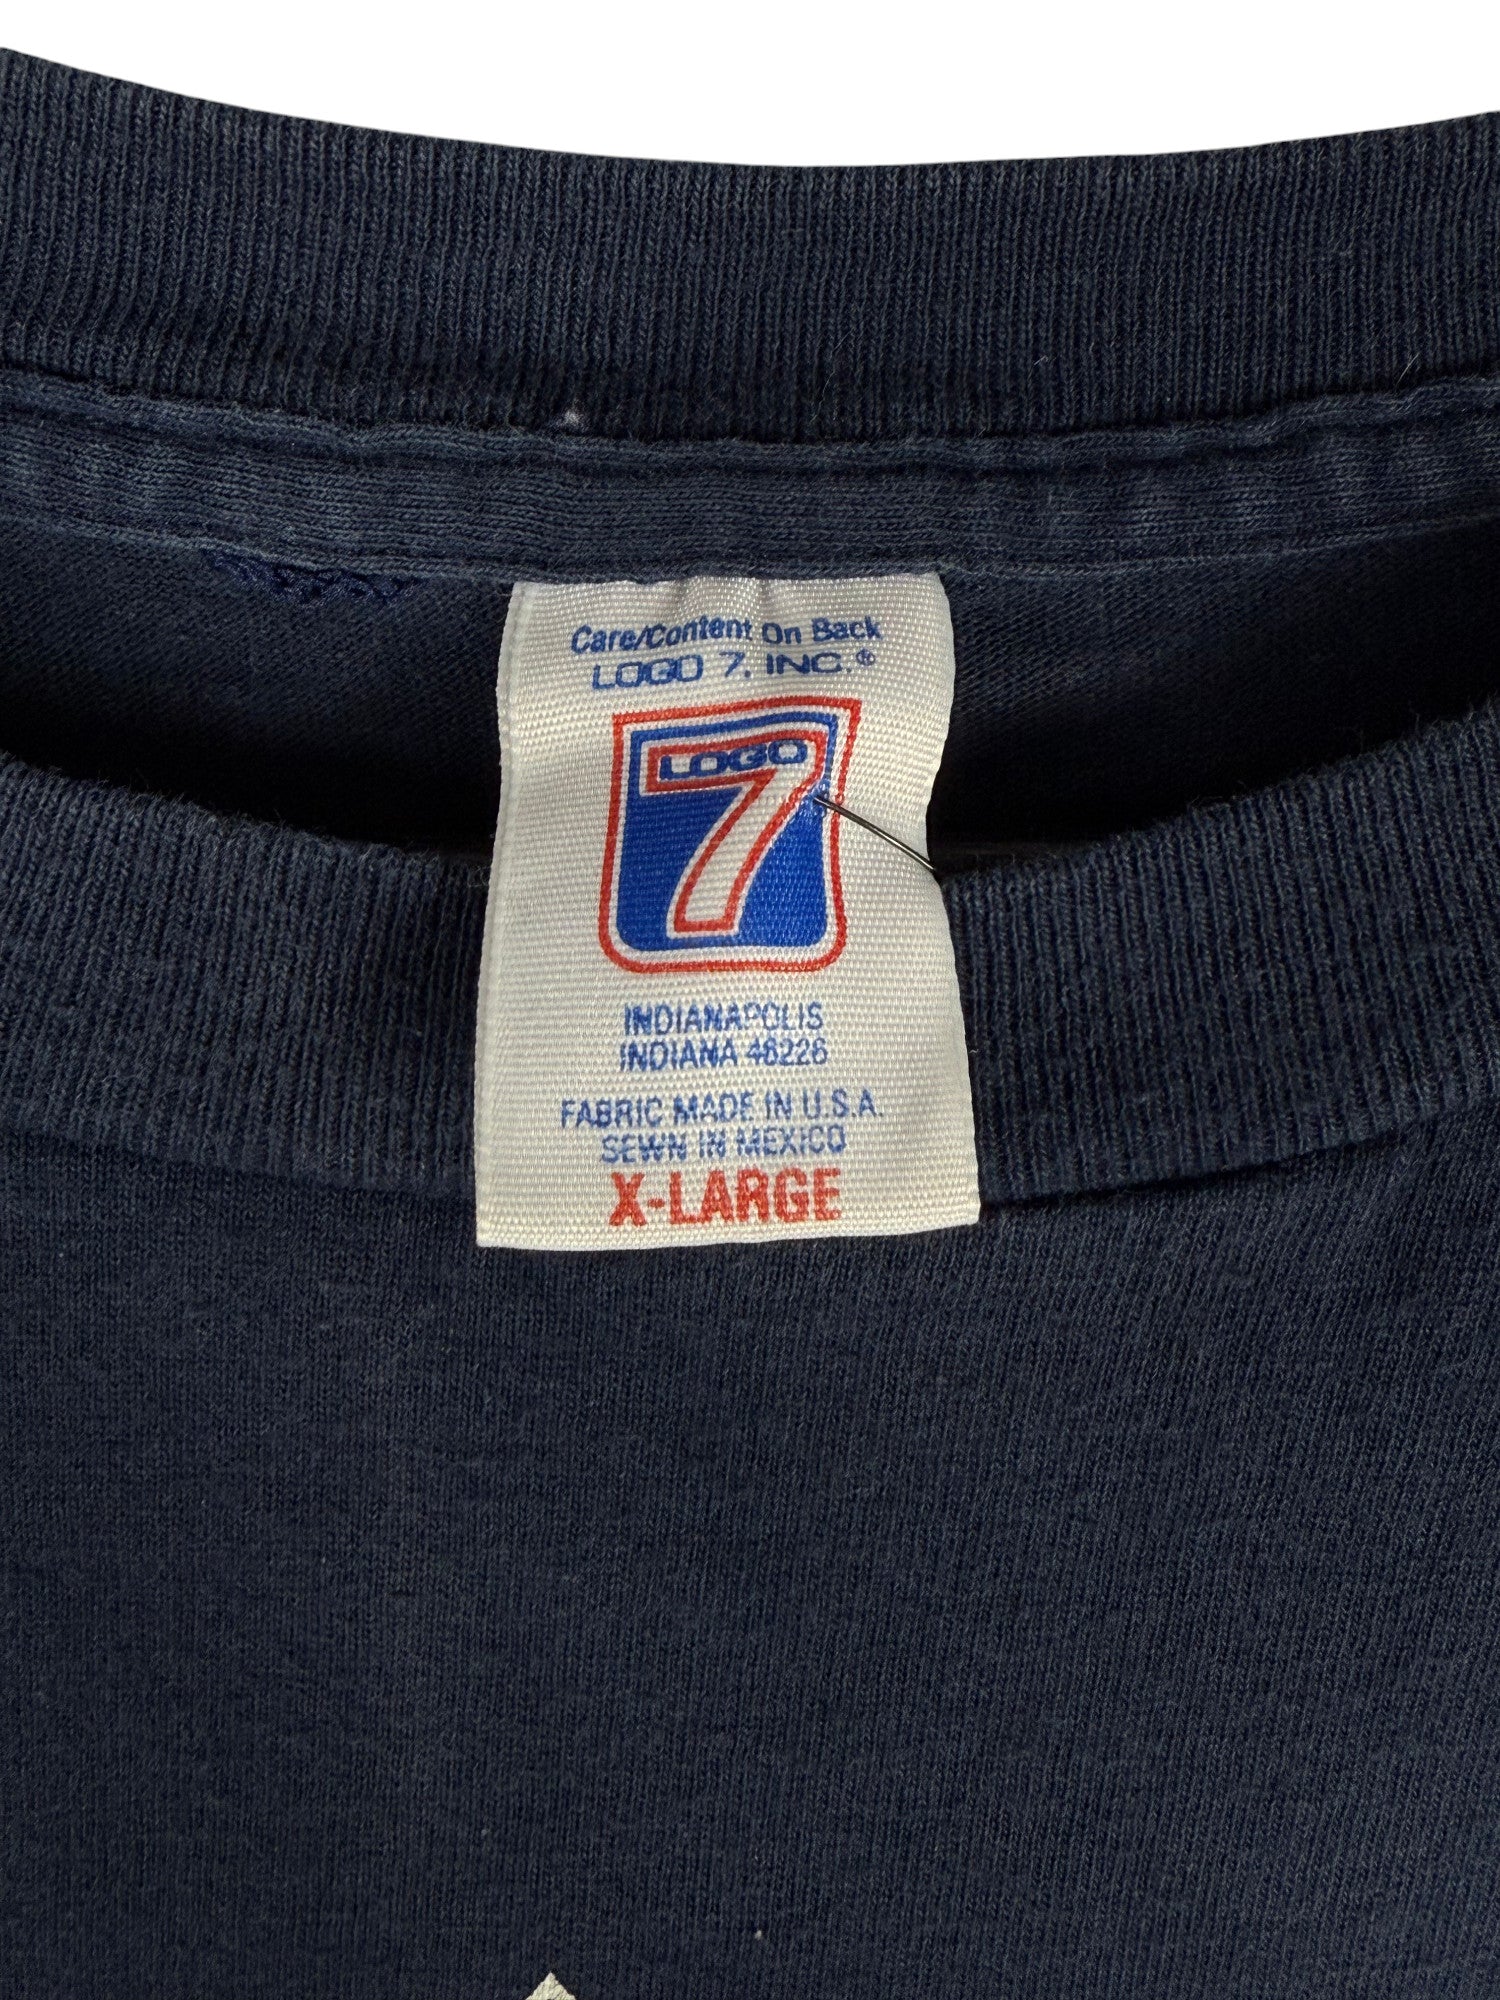 Care/Content On Back
LOGO 7, INC.®
LOGO
7
INDIANAPOLIS
INDIANA 46226
FABRIC MADE IN U.S.A.
SEWN IN MEXICO
X-LARGE